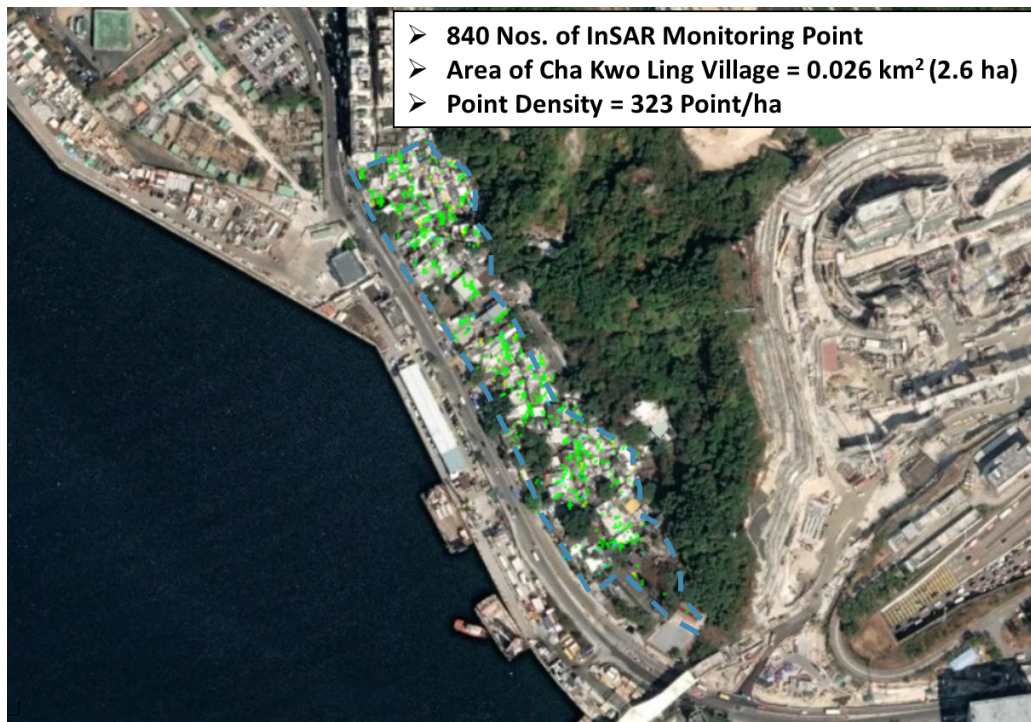 ➢ 840 Nos. of InSAR Monitoring Point
➢ Area of Cha Kwo Ling Village = 0.026 km² (2.6 ha)
➢ Point Density = 323 Point/ha